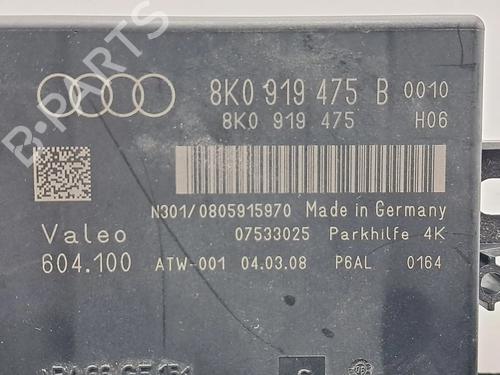 B-PARTS
8K0 919 475 B 0010
8K0 919 475 H06
N301/0805915970 Made in Germany
Valeo 07533025 Parkhilfe 4K
604.100 ATW-001 04.03.08 P6AL 0164